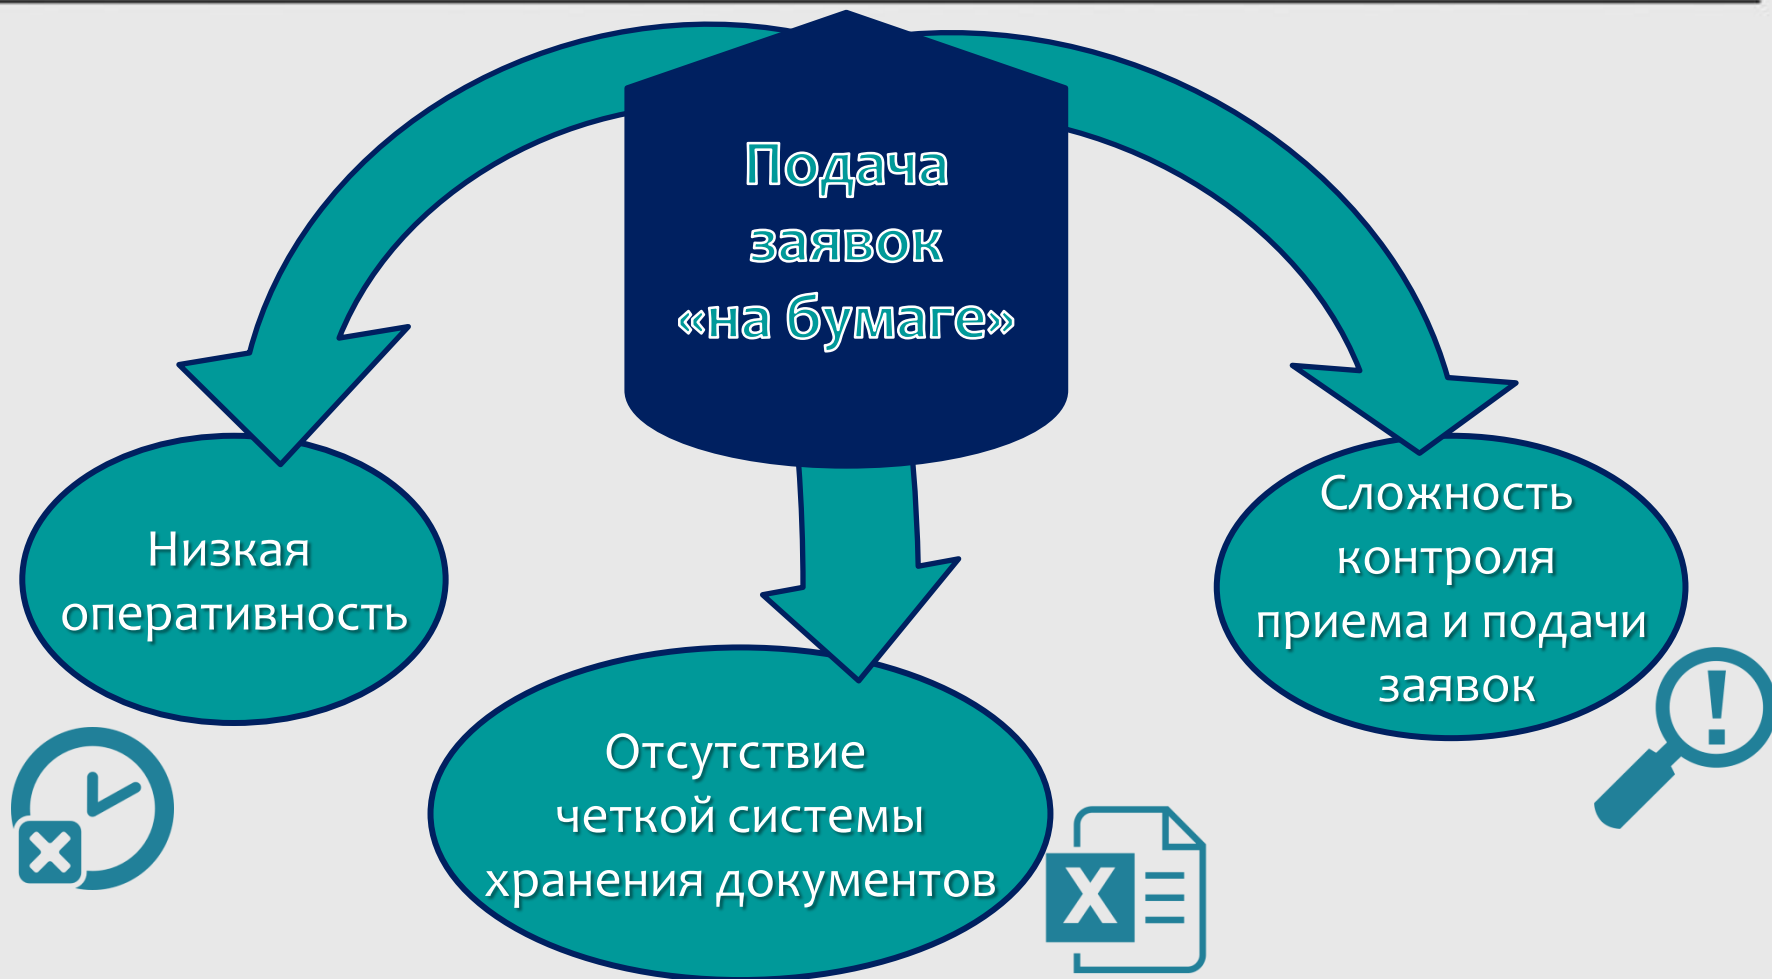 Подача
заявок
«на бумаге»
Низкая
оперативность
Отсутствие
четкой системы
хранения документов
Сложность
контроля
приема и подачи
заявок
X
!